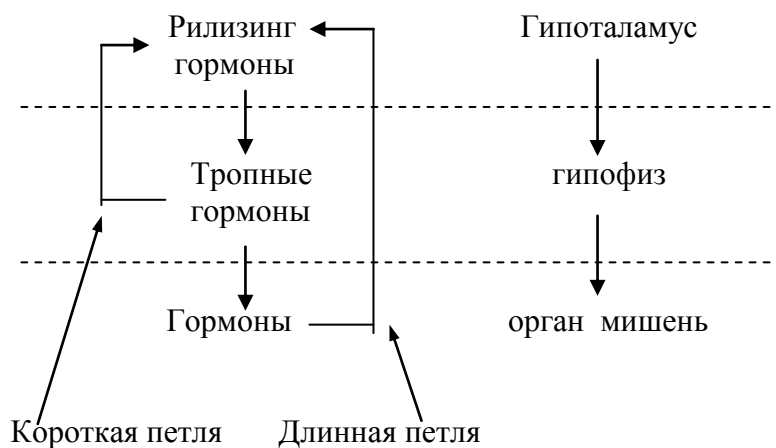 Рилизинг гормоны
Гипоталамус
Тропные гормоны
гипофиз
Гормоны
орган мишень
Короткая петля
Длинная петля